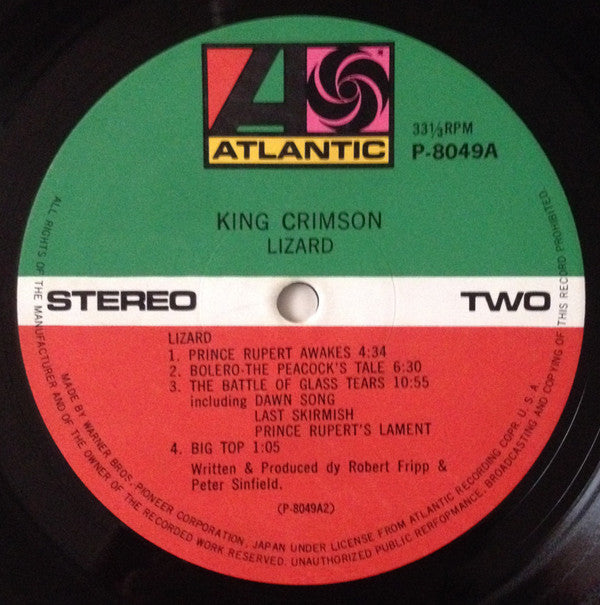 ATLANTIC
33⅓RPM
P-8049A
KING CRIMSON
LIZARD
STEREO
TWO
LIZARD
1. PRINCE RUPERT AWAKES 4:34
2. BOLERO-THE PEACOCK'S TALE 6:30
3. THE BATTLE OF GLASS TEARS 10:55
including DAWN SONG
LAST SKIRMISH
PRINCE RUPERT'S LAMENT
4. BIG TOP 1:05
Written & Produced dy Robert Fripp &
Peter Sinfield.
(P-8049A2)
MADE BY WARNER BROS. PIONEER CORPORATION, JAPAN UNDER LICENSE FROM ATLANTIC RECORDING COPR. U. S. A.
ALL RIGHTS OF THE MANUFACTURER AND OF THE OWNER OF THE RECORDED WORK RESERVED. UNAUTHORIZED PUBLIC RERFOPMANCE, BROADCASTING AND COPYING OF THIS RECORD PROHIBITED.